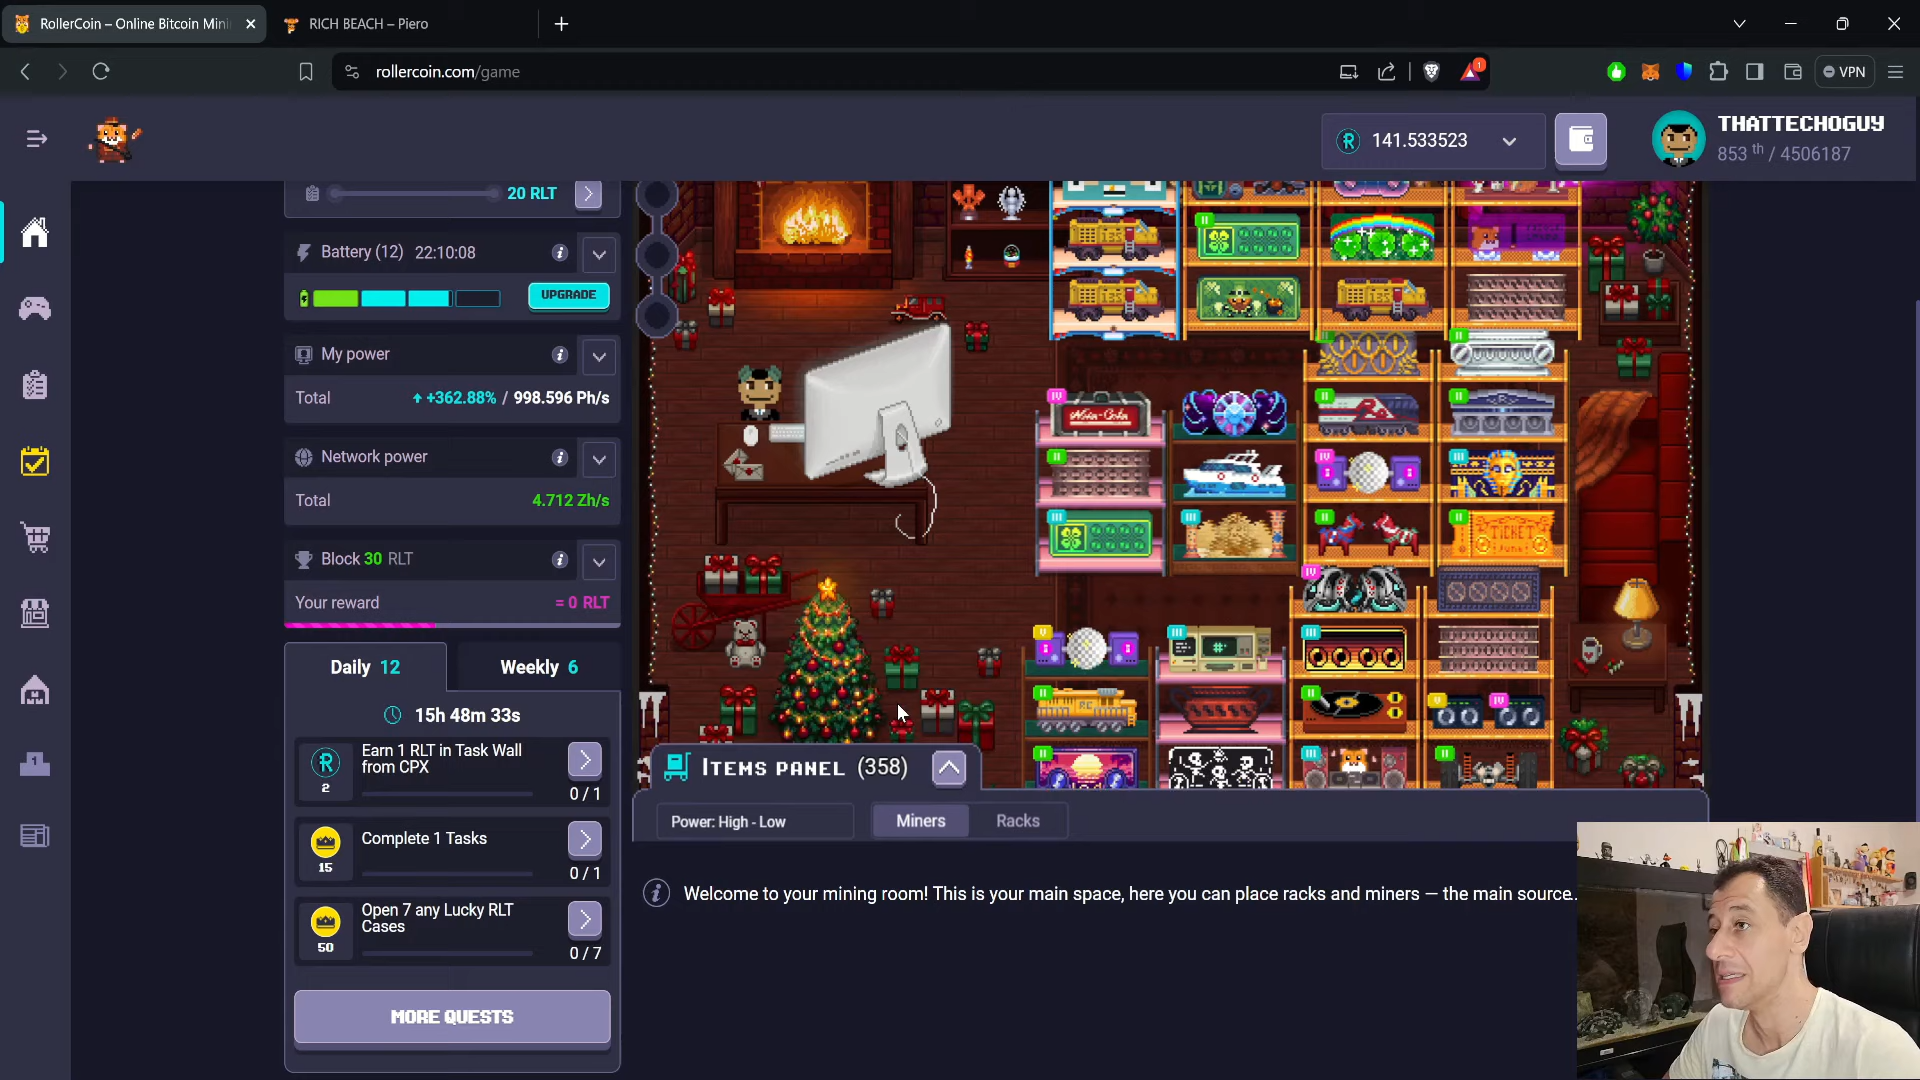 RollerCoin – Online Bitcoin Mini
RICH BEACH – Piero
rollercoin.com/game
1
VPN
141.533523
THATTECHOGUY
853 th / 4506187
20 RLT
Battery (12) 22:10:08
UPGRADE
My power
Total +362.88% / 998.596 Ph/s
Network power
Total 4.712 Zh/s
Block 30 RLT
Your reward = 0 RLT
Daily 12
Weekly 6
15h 48m 33s
Earn 1 RLT in Task Wall
from CPX
2
0 / 1
Complete 1 Tasks
15
0 / 1
Open 7 any Lucky RLT
Cases
50
0 / 7
MORE QUESTS
ITEMS PANEL (358)
Power: High - Low
Miners
Racks
Welcome to your mining room! This is your main space, here you can place racks and miners — the main source..